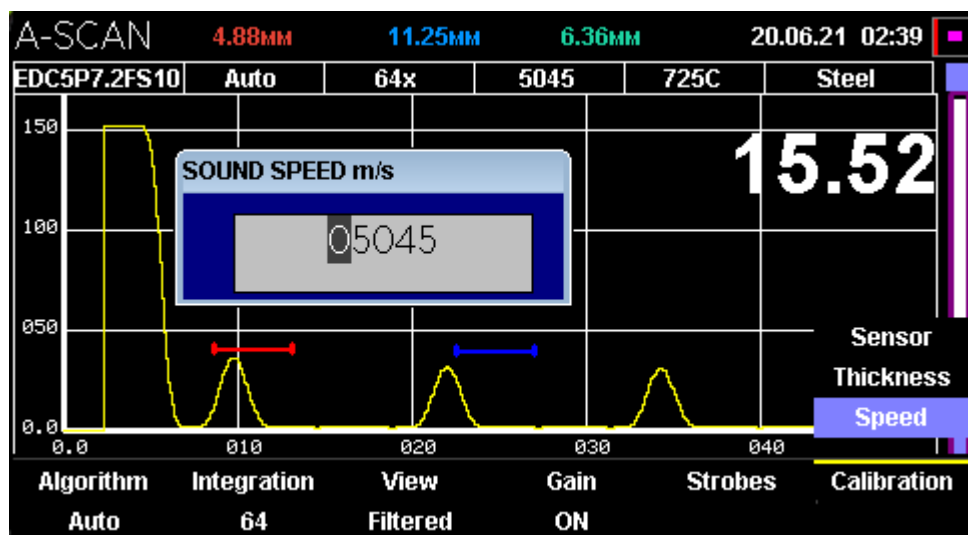 A-SCAN 4.88мм 11.25мм 6.36мм 20.06.21 02:39
EDC5P7.2FS10 Auto 64x 5045 725C Steel
150
15.52
SOUND SPEED m/s
100
05045
050
Sensor
Thickness
Speed
0.0
0.0 010 020 030 040
Algorithm Integration View Gain Strobes Calibration
Auto 64 Filtered ON